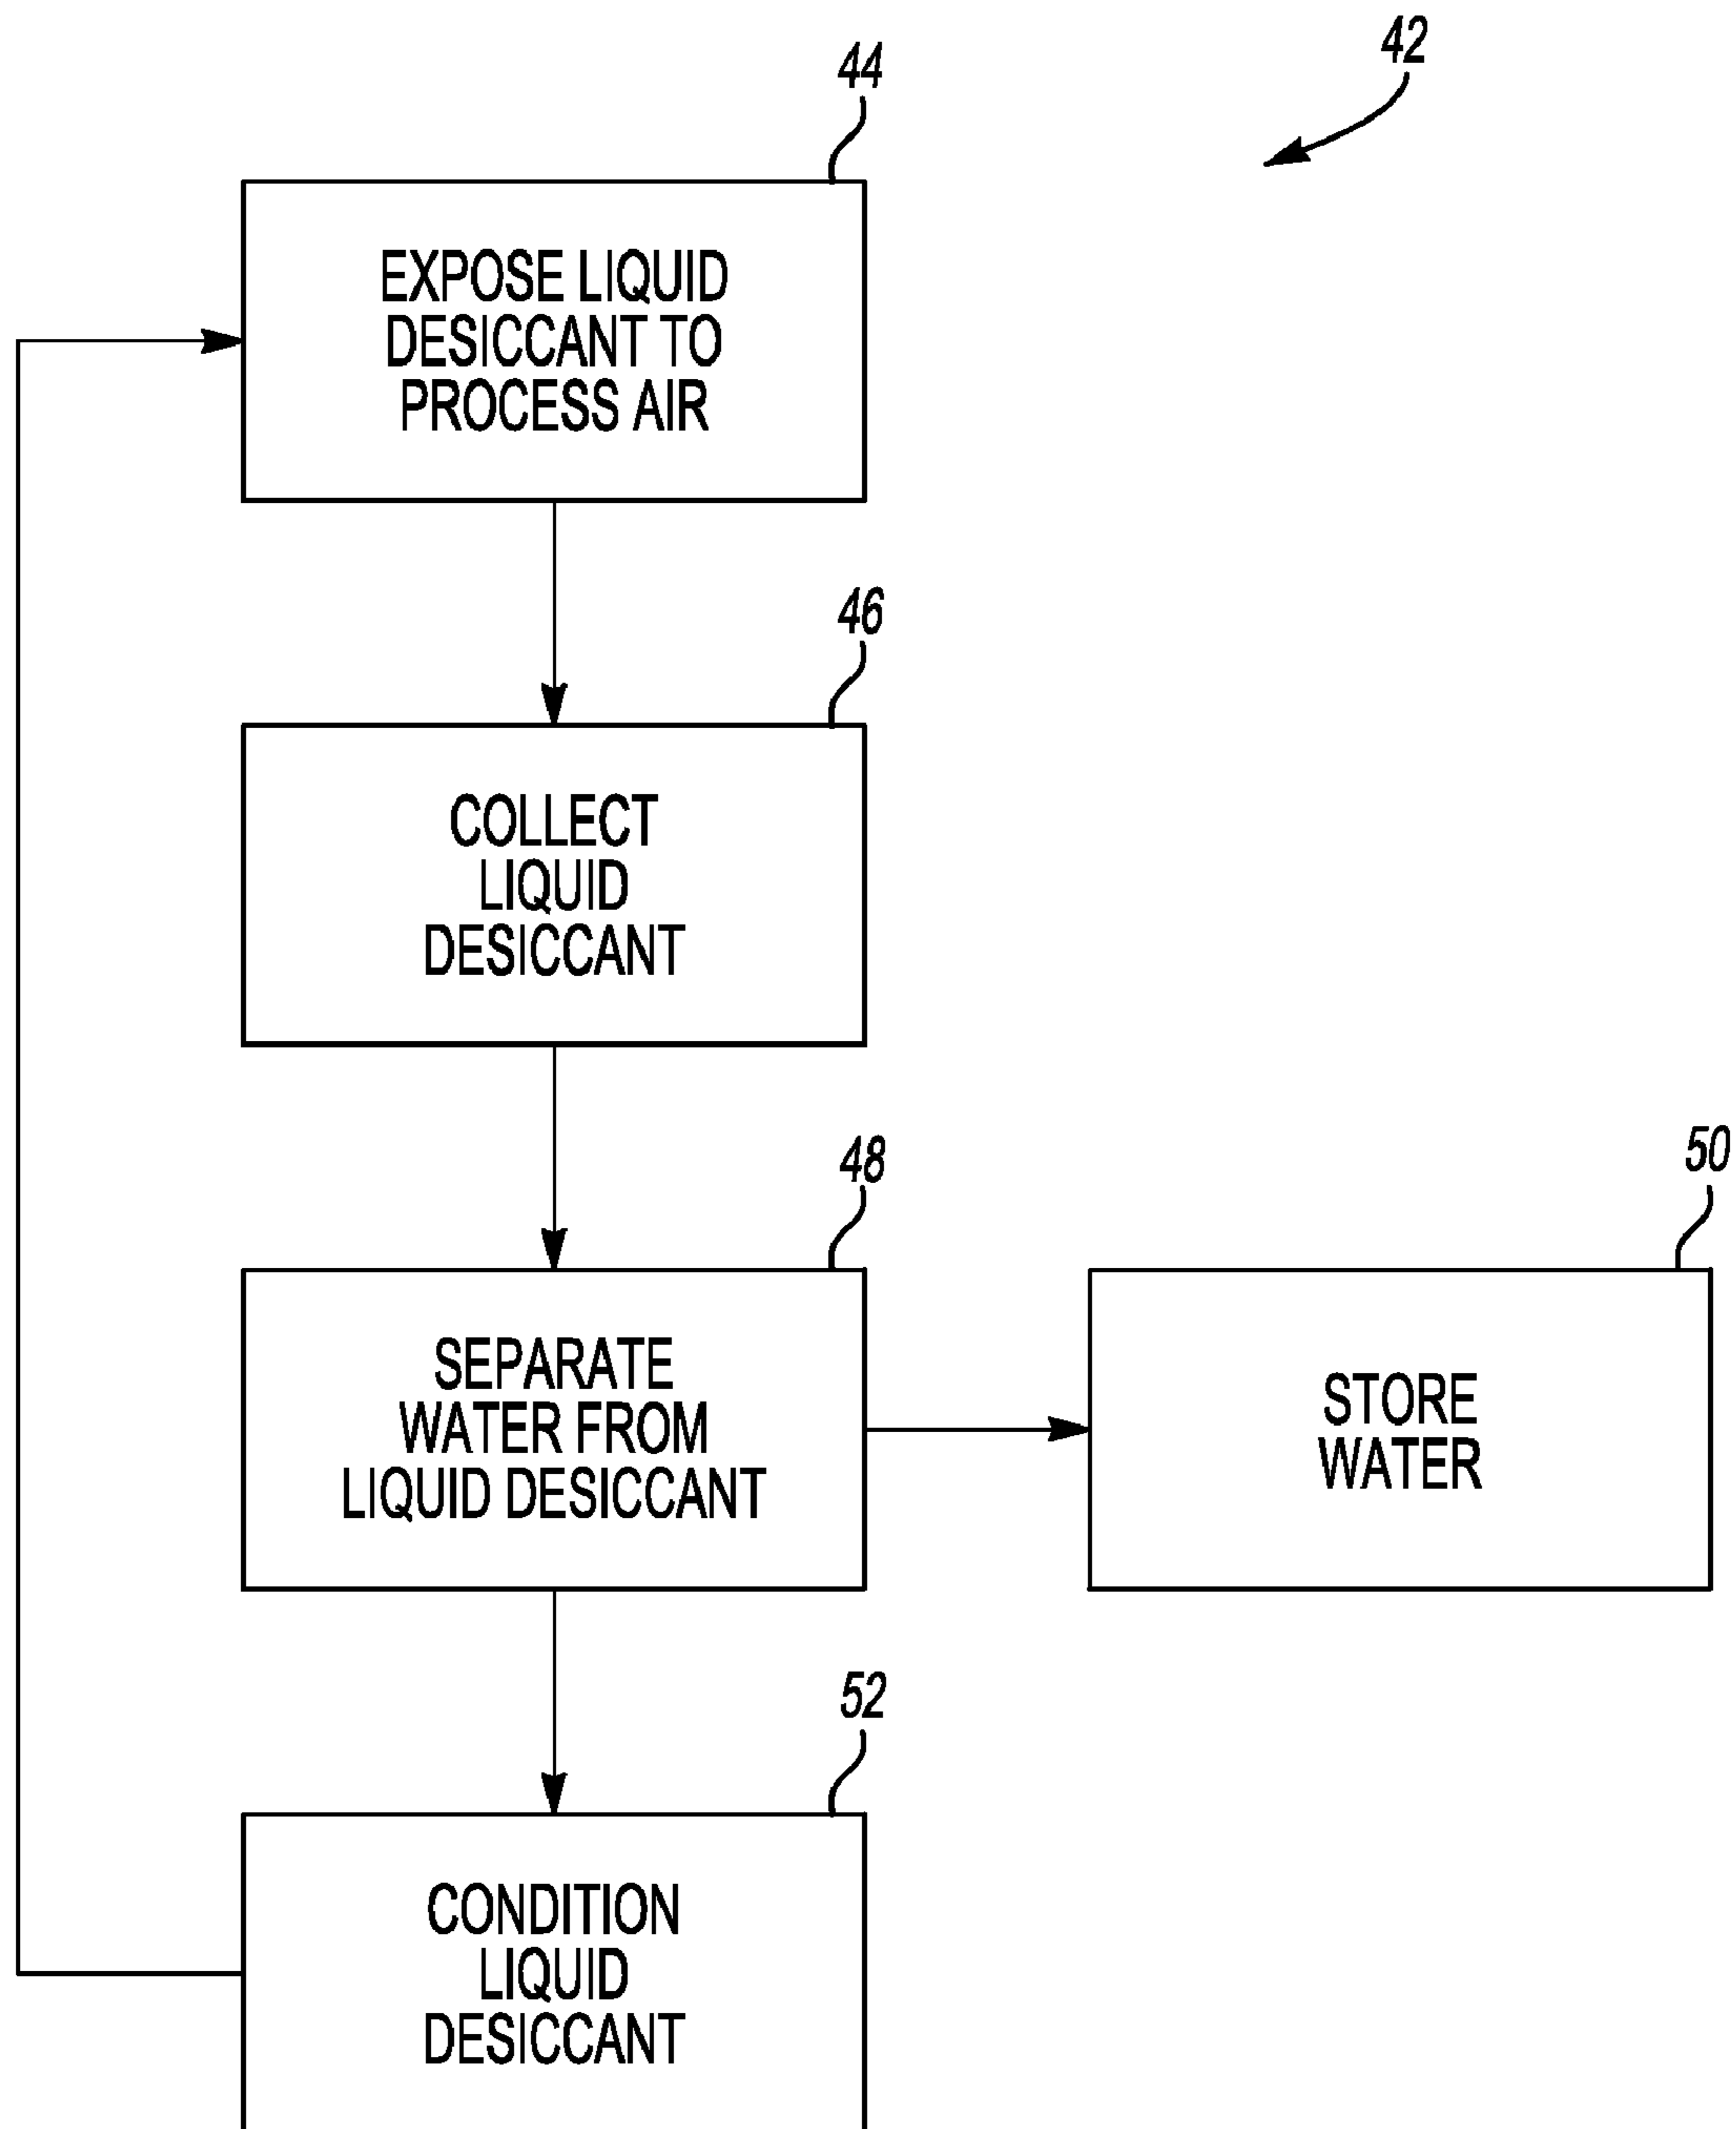 42
44
EXPOSE LIQUID
DESICCANT TO
PROCESS AIR
46
COLLECT
LIQUID
DESICCANT
48
SEPARATE
WATER FROM
LIQUID DESICCANT
50
STORE
WATER
52
CONDITION
LIQUID
DESICCANT